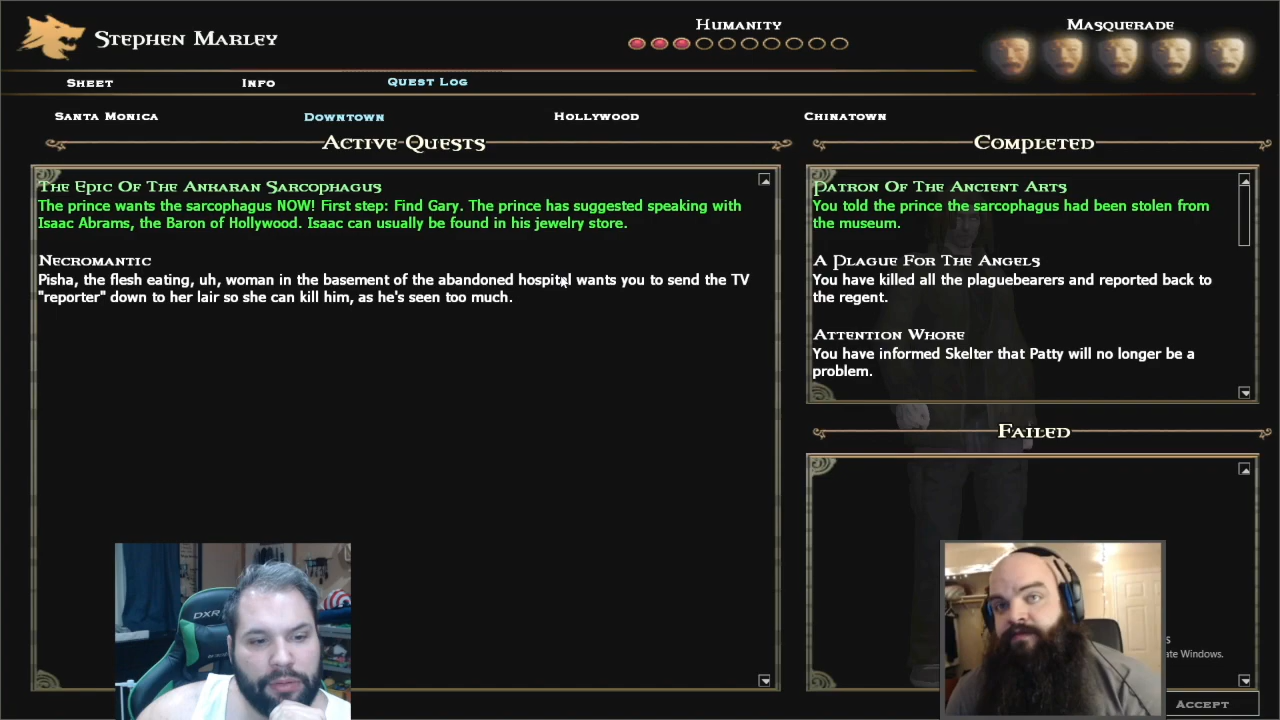 Stephen Marley
Humanity
Masquerade
Sheet
Info
Quest Log
Santa Monica
Downtown
Hollywood
Chinatown
Active Quests
Completed
The Epic Of The Ankaran Sarcophagus
The prince wants the sarcophagus NOW! First step: Find Gary. The prince has suggested speaking with
Isaac Abrams, the Baron of Hollywood. Isaac can usually be found in his jewelry store.
Necromantic
Pisha, the flesh eating, uh, woman in the basement of the abandoned hospital wants you to send the TV
"reporter" down to her lair so she can kill him, as he's seen too much.
Patron Of The Ancient Arts
You told the prince the sarcophagus had been stolen from
the museum.
A Plague For The Angels
You have killed all the plaguebearers and reported back to
the regent.
Attention Whore
You have informed Skelter that Patty will no longer be a
problem.
Failed
DXR
ate Windows.
Accept